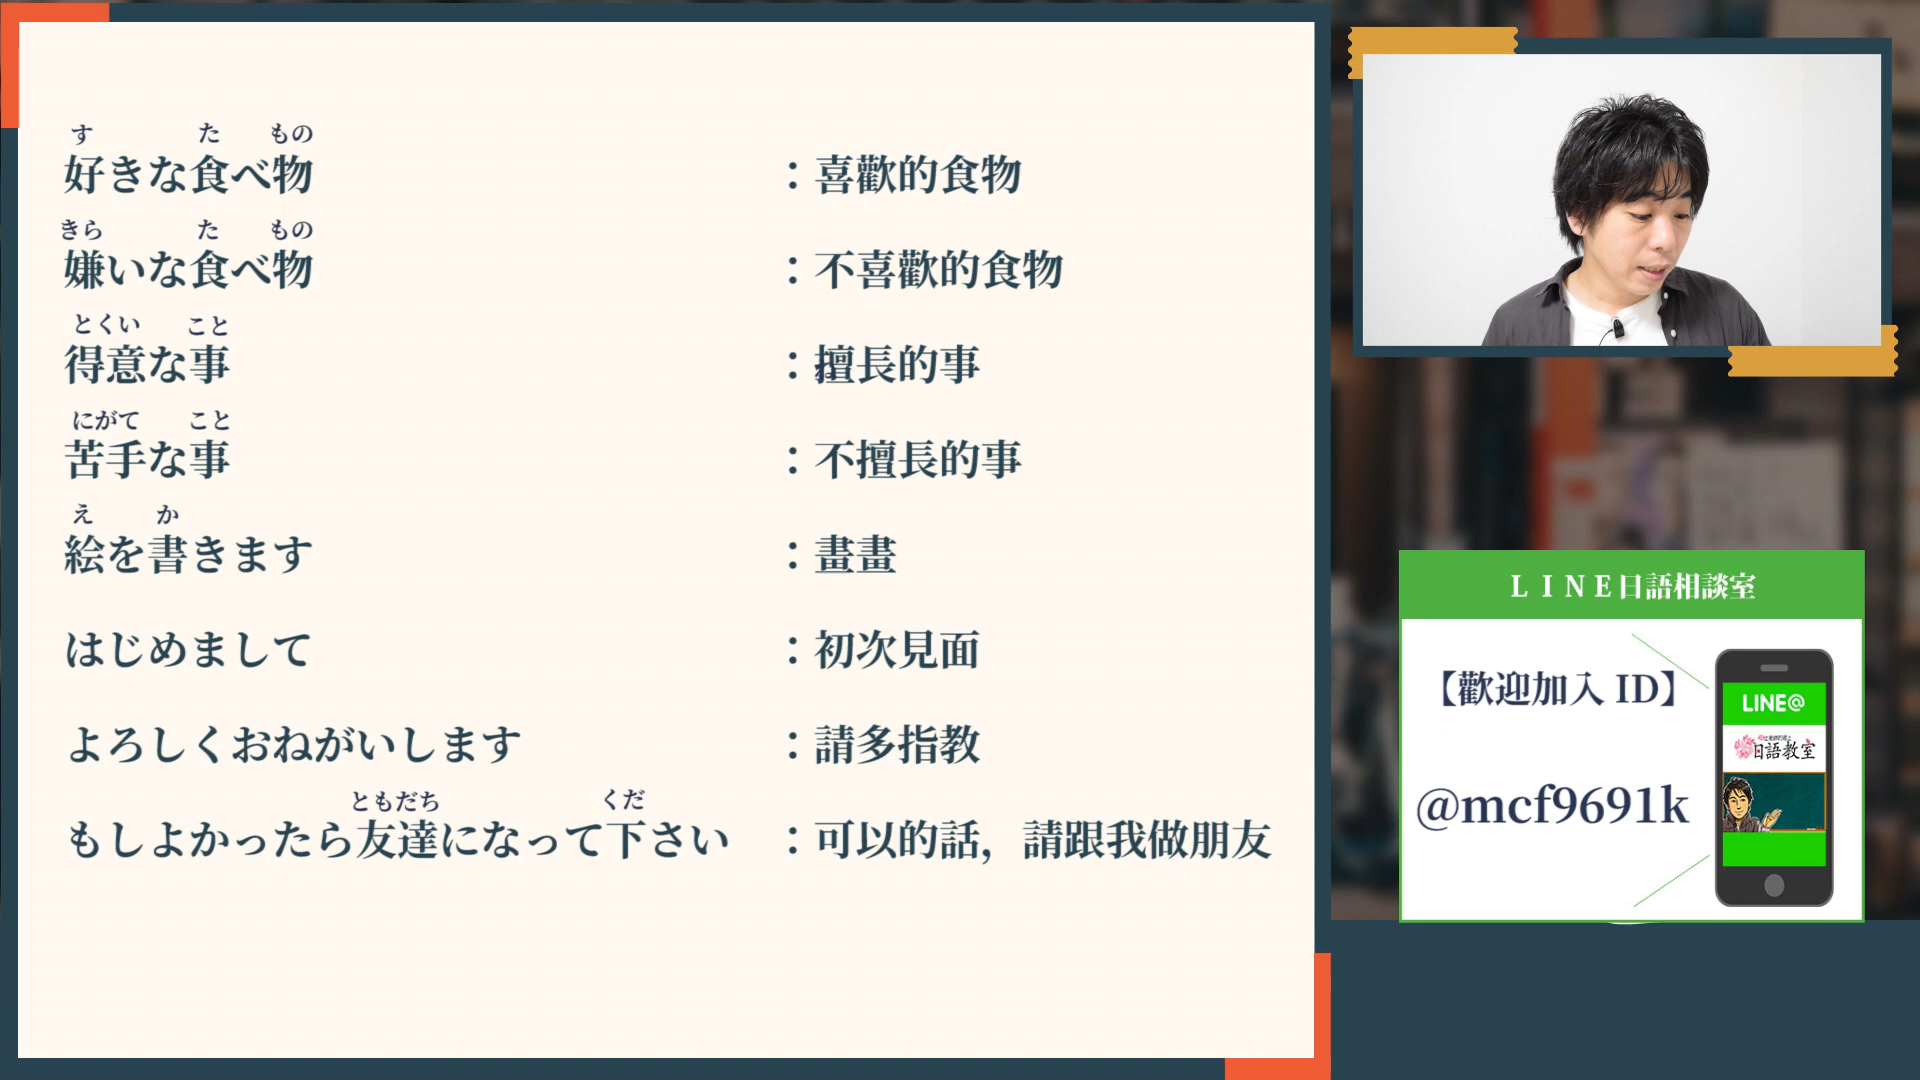 す た もの
好きな食べ物 ：喜歡的食物
きら た もの
嫌いな食べ物 ：不喜歡的食物
とくい こと
得意な事 ：擅長的事
にがて こと
苦手な事 ：不擅長的事
え か
絵を書きます ：畫畫
はじめまして ：初次見面
よろしくおねがいします ：請多指教
ともだち くだ
もしよかったら友達になって下さい ：可以的話，請跟我做朋友
ＬＩＮＥ日語相談室
【歡迎加入 ID】
@mcf9691k
LINE@
日語教室